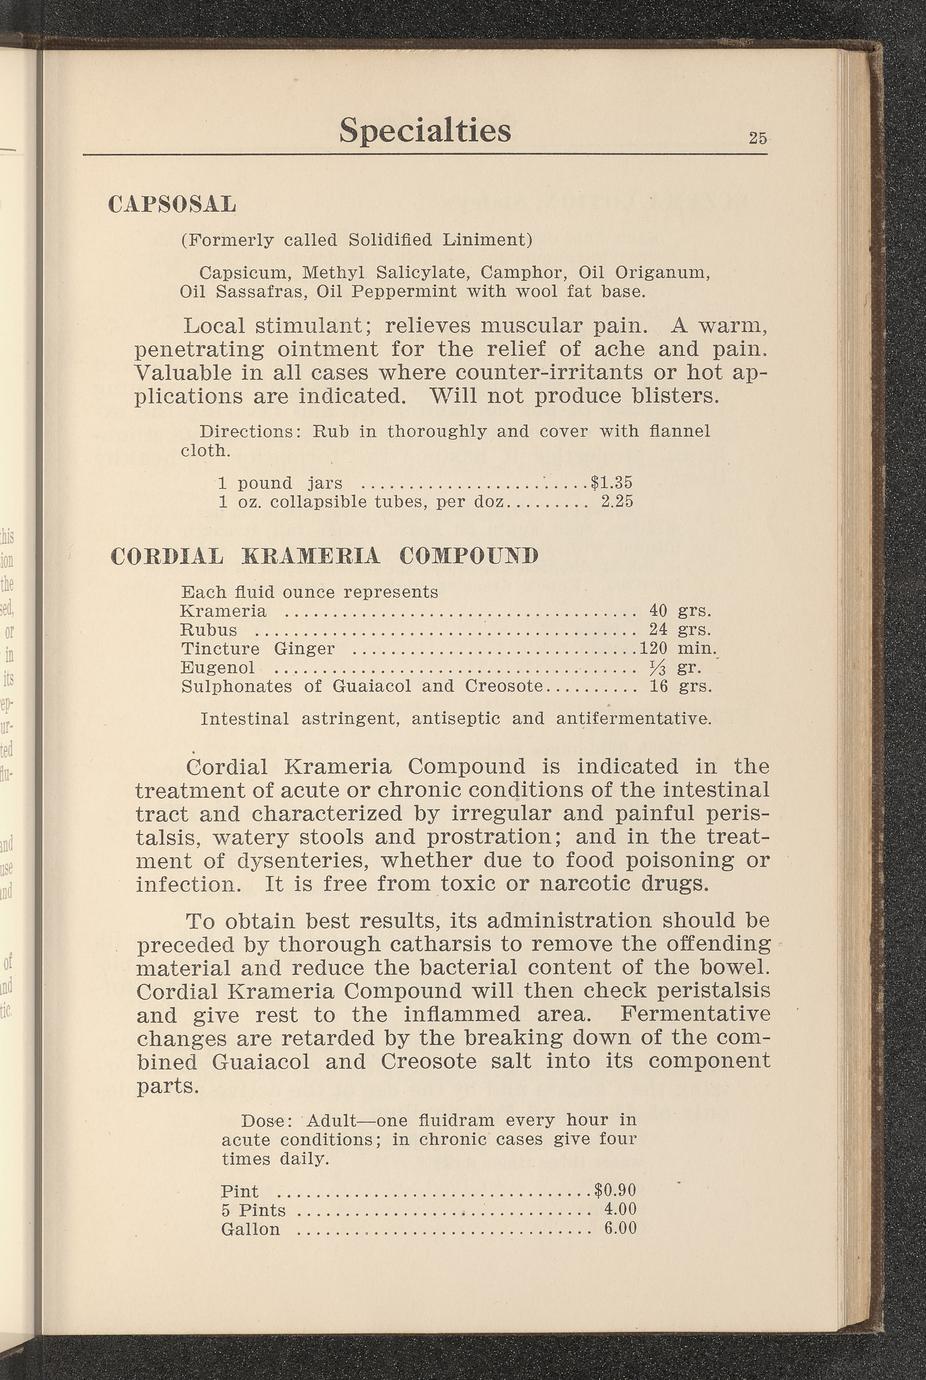 Specialties
25
CAPSOSAL
(Formerly called Solidified Liniment)
Capsicum, Methyl Salicylate, Camphor, Oil Origanum,
Oil Sassafras, Oil Peppermint with wool fat base.
Local stimulant; relieves muscular pain. A warm,
penetrating ointment for the relief of ache and pain.
Valuable in all cases where counter-irritants or hot ap-
plications are indicated. Will not produce blisters.
Directions: Rub in thoroughly and cover with flannel
cloth.
1 pound jars ........................$1.35
1 oz. collapsible tubes, per doz......... 2.25
CORDIAL KRAMERIA COMPOUND
Each fluid ounce represents
Krameria .................................... 40 grs.
Rubus ....................................... 24 grs.
Tincture Ginger .............................120 min.
Eugenol ..................................... ⅓ gr.
Sulphonates of Guaiacol and Creosote.......... 16 grs.
Intestinal astringent, antiseptic and antifermentative.
Cordial Krameria Compound is indicated in the
treatment of acute or chronic conditions of the intestinal
tract and characterized by irregular and painful peris-
talsis, watery stools and prostration; and in the treat-
ment of dysenteries, whether due to food poisoning or
infection. It is free from toxic or narcotic drugs.
To obtain best results, its administration should be
preceded by thorough catharsis to remove the offending
material and reduce the bacterial content of the bowel.
Cordial Krameria Compound will then check peristalsis
and give rest to the inflammed area. Fermentative
changes are retarded by the breaking down of the com-
bined Guaiacol and Creosote salt into its component
parts.
Dose: Adult—one fluidram every hour in
acute conditions; in chronic cases give four
times daily.
Pint ................................$0.90
5 Pints .............................. 4.00
Gallon .............................. 6.00